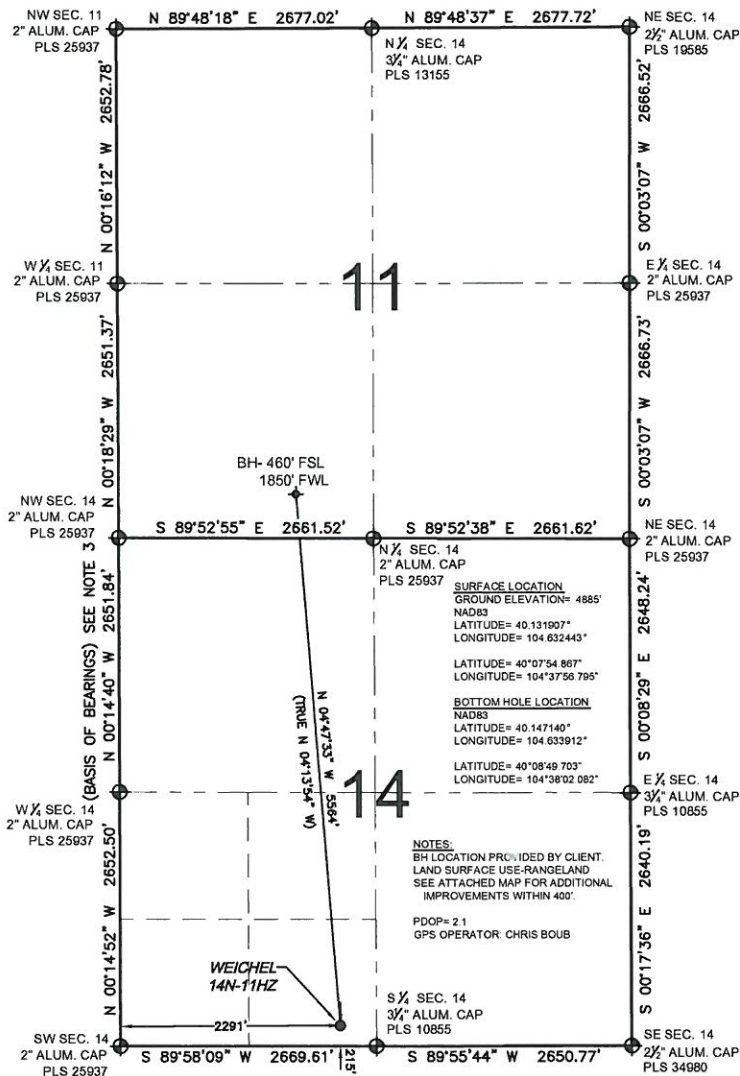 NW SEC. 11
2" ALUM. CAP
PLS 25937
N 89°48'18" E 2677.02'
N 89°48'37" E 2677.72'
NE SEC. 14
2½" ALUM. CAP
PLS 19585
N ¼ SEC. 14
3¼" ALUM. CAP
PLS 13155
N 00°16'12" W 2652.78'
S 00°03'07" W 2666.52'
W ¼ SEC. 11
2" ALUM. CAP
PLS 25937
11
E ¼ SEC. 14
2" ALUM. CAP
PLS 25937
N 00°18'29" W 2651.37'
S 00°03'07" W 2666.73'
BH- 460' FSL
1850' FWL
NW SEC. 14
2" ALUM. CAP
PLS 25937
S 89°52'55" E 2661.52'
S 89°52'38" E 2661.62'
NE SEC. 14
2" ALUM. CAP
PLS 25937
N ¼ SEC. 14
2" ALUM. CAP
PLS 25937
(BASIS OF BEARINGS) SEE NOTE 3
N 00°14'40" W 2651.84'
S 00°08'29" E 2648.24'
SURFACE LOCATION
GROUND ELEVATION= 4885'
NAD83
LATITUDE= 40.131907°
LONGITUDE= 104.632443°
LATITUDE= 40°07'54.867"
LONGITUDE= 104°37'56.795"
BOTTOM HOLE LOCATION
NAD83
LATITUDE= 40.147140°
LONGITUDE= 104.633912°
LATITUDE= 40°08'49.703"
LONGITUDE= 104°38'02.082"
N 04°47'33" W 5564'
(TRUE N 04°13'54" W)
14
W ¼ SEC. 14
2" ALUM. CAP
PLS 25937
E ¼ SEC. 14
3¼" ALUM. CAP
PLS 10855
NOTES:
BH LOCATION PROVIDED BY CLIENT.
LAND SURFACE USE-RANGELAND
SEE ATTACHED MAP FOR ADDITIONAL
IMPROVEMENTS WITHIN 400'.
PDOP= 2.1
GPS OPERATOR: CHRIS BOUB
N 00°14'52" W 2652.50'
S 00°17'36" E 2640.19'
WEICHEL
14N-11HZ
2291'
215'
S ¼ SEC. 14
3¼" ALUM. CAP
PLS 10855
SW SEC. 14
2" ALUM. CAP
PLS 25937
S 89°58'09" W 2669.61'
S 89°55'44" W 2650.77'
SE SEC. 14
2½" ALUM. CAP
PLS 34980